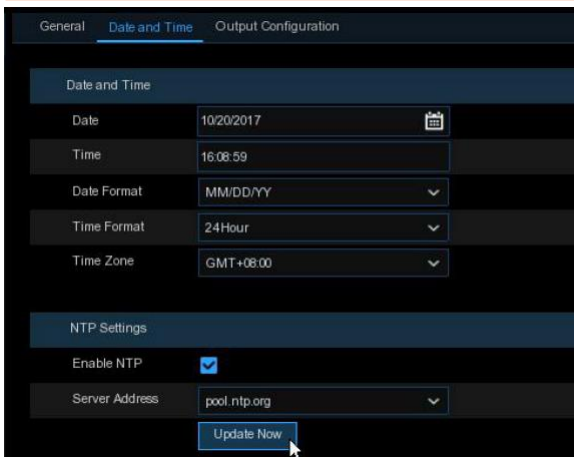 General Date and Time Output Configuration
Date and Time
Date 10/20/2017
Time 16:08:59
Date Format MM/DD/YY
Time Format 24Hour
Time Zone GMT+08:00
NTP Settings
Enable NTP
Server Address pool.ntp.org
Update Now